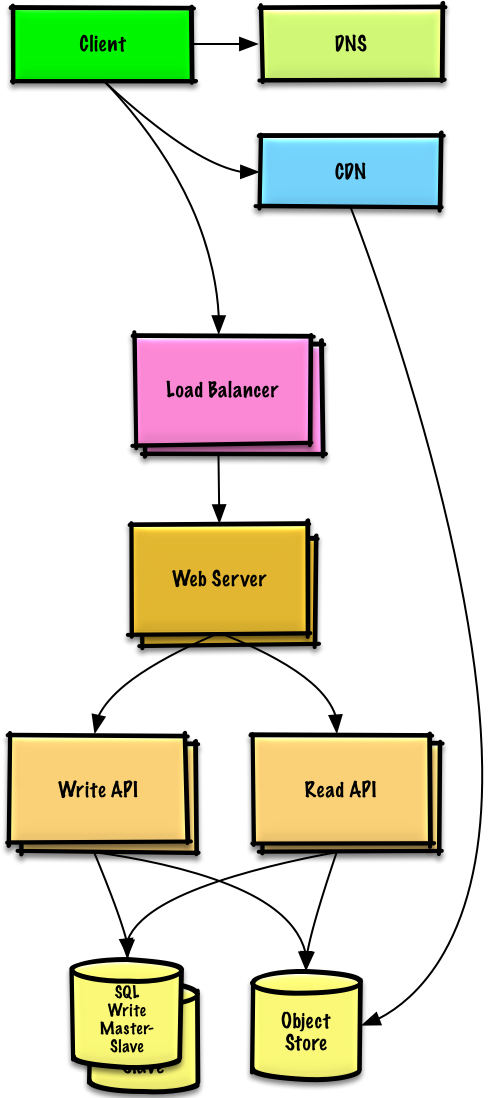 Client
DNS
CDN
Load Balancer
Web Server
Write API
Read API
SQL
Write
Master-
Slave
Slave
Object
Store